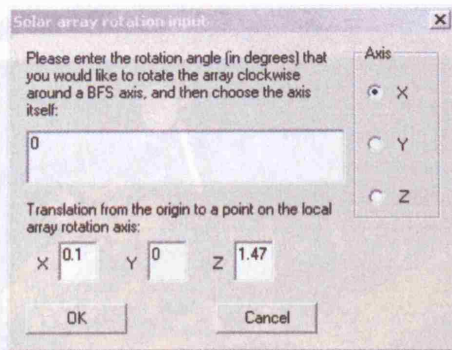 Solar array rotation input
Please enter the rotation angle (in degrees) that
you would like to rotate the array clockwise
around a BFS axis, and then choose the axis
itself:
Axis
X
Y
Z
0
Translation from the origin to a point on the local
array rotation axis:
X 0.1 Y 0 Z 1.47
OK Cancel